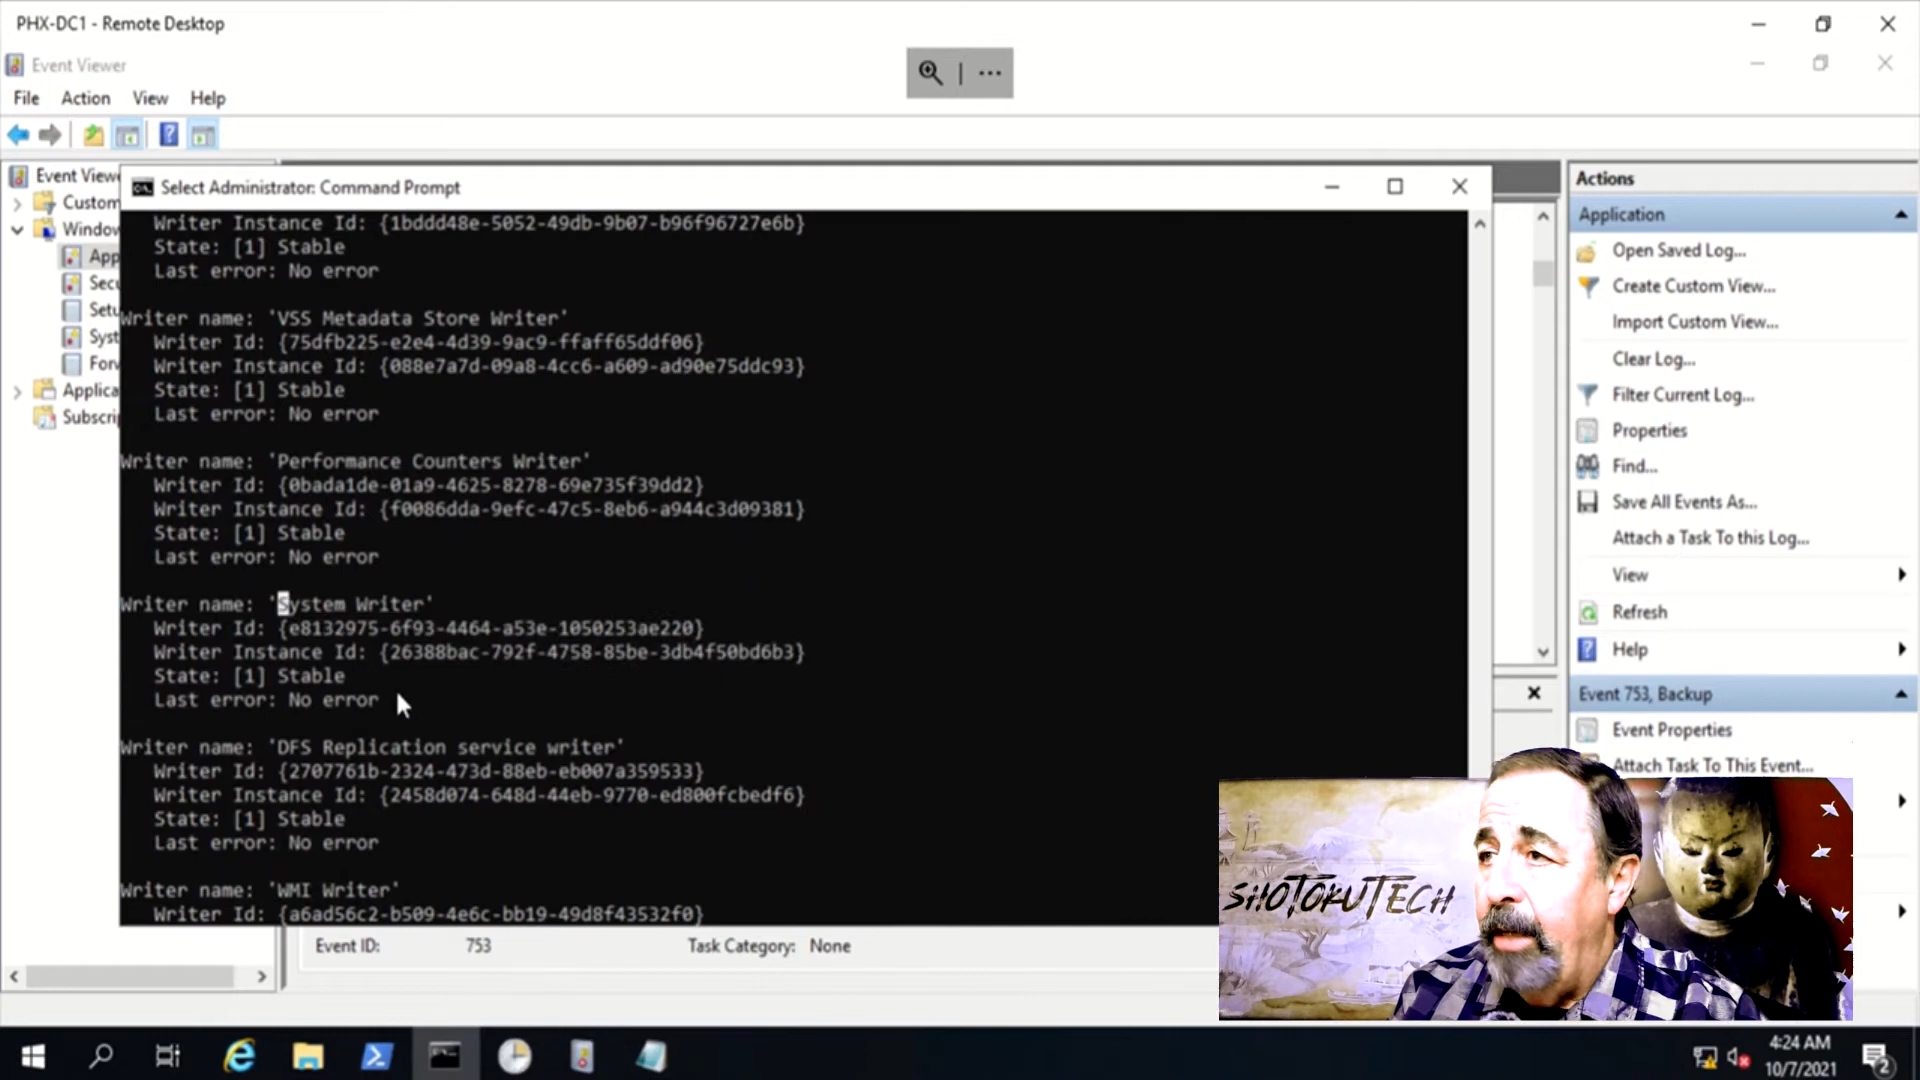 PHX-DC1 - Remote Desktop
Event Viewer
File Action View Help
Event View
Custom
Window
App
Secu
Setu
Syst
Forv
Applica
Subscri
Select Administrator: Command Prompt
Writer Instance Id: {1bddd48e-5052-49db-9b07-b96f96727e6b}
State: [1] Stable
Last error: No error
Writer name: 'VSS Metadata Store Writer'
Writer Id: {75dfb225-e2e4-4d39-9ac9-ffaff65ddf06}
Writer Instance Id: {088e7a7d-09a8-4cc6-a609-ad90e75ddc93}
State: [1] Stable
Last error: No error
Writer name: 'Performance Counters Writer'
Writer Id: {0bada1de-01a9-4625-8278-69e735f39dd2}
Writer Instance Id: {f0086dda-9efc-47c5-8eb6-a944c3d09381}
State: [1] Stable
Last error: No error
Writer name: 'System Writer'
Writer Id: {e8132975-6f93-4464-a53e-1050253ae220}
Writer Instance Id: {26388bac-792f-4758-85be-3db4f50bd6b3}
State: [1] Stable
Last error: No error
Writer name: 'DFS Replication service writer'
Writer Id: {2707761b-2324-473d-88eb-eb007a359533}
Writer Instance Id: {2458d074-648d-44eb-9770-ed800fcbedf6}
State: [1] Stable
Last error: No error
Writer name: 'WMI Writer'
Writer Id: {a6ad56c2-b509-4e6c-bb19-49d8f43532f0}
Event ID: 753 Task Category: None
Actions
Application
Open Saved Log...
Create Custom View...
Import Custom View...
Clear Log...
Filter Current Log...
Properties
Find...
Save All Events As...
Attach a Task To this Log...
View
Refresh
Help
Event 753, Backup
Event Properties
Attach Task To This Event...
SHOTOKUTECH
4:24 AM
10/7/2021
2